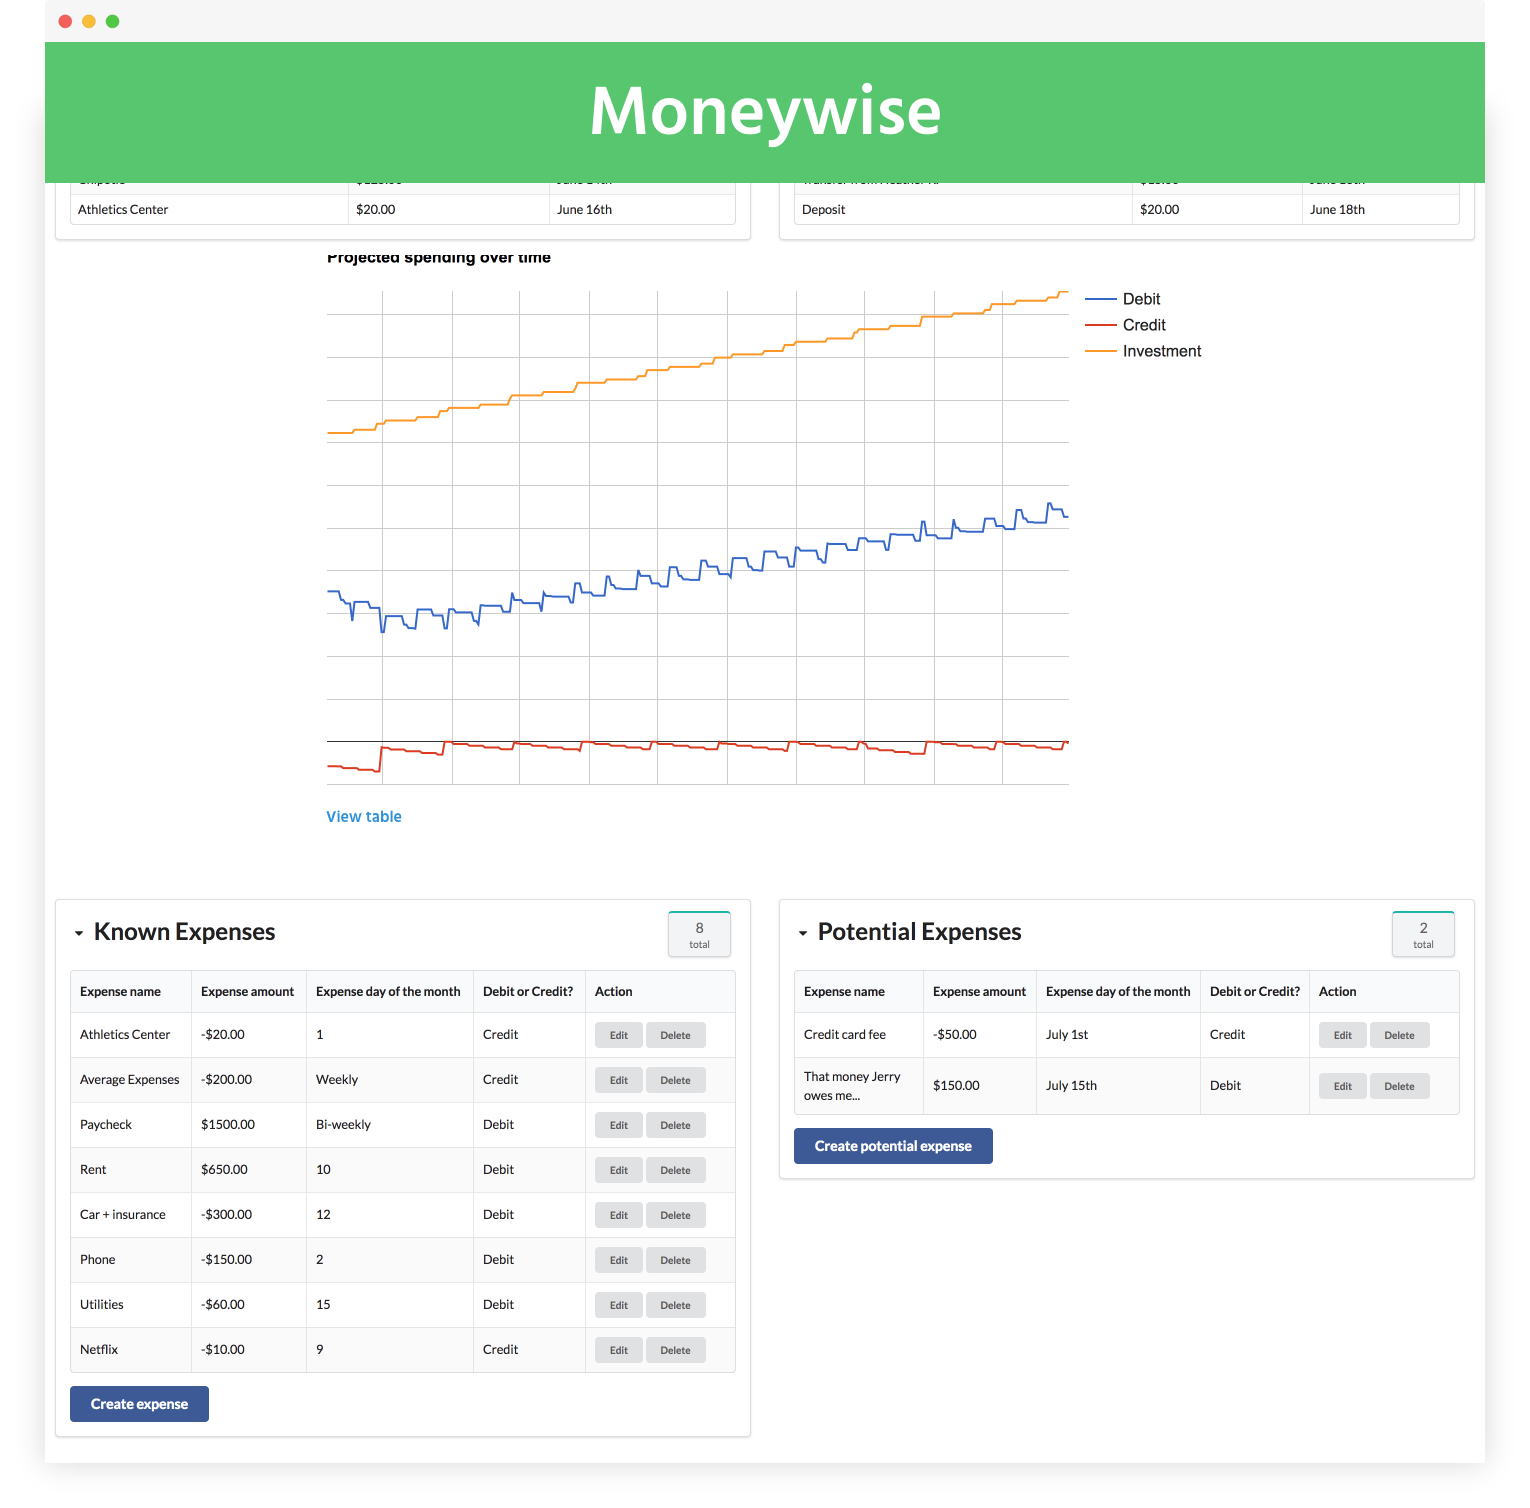 Moneywise
Athletics Center $20.00 June 16th
Deposit $20.00 June 18th
Projected spending over time
Debit
Credit
Investment
View table
Known Expenses
8
total
Expense name Expense amount Expense day of the month Debit or Credit? Action
Athletics Center -$20.00 1 Credit Edit Delete
Average Expenses -$200.00 Weekly Credit Edit Delete
Paycheck $1500.00 Bi-weekly Debit Edit Delete
Rent $650.00 10 Debit Edit Delete
Car + insurance -$300.00 12 Debit Edit Delete
Phone -$150.00 2 Debit Edit Delete
Utilities -$60.00 15 Debit Edit Delete
Netflix -$10.00 9 Credit Edit Delete
Create expense
Potential Expenses
2
total
Expense name Expense amount Expense day of the month Debit or Credit? Action
Credit card fee -$50.00 July 1st Credit Edit Delete
That money Jerry
owes me... $150.00 July 15th Debit Edit Delete
Create potential expense